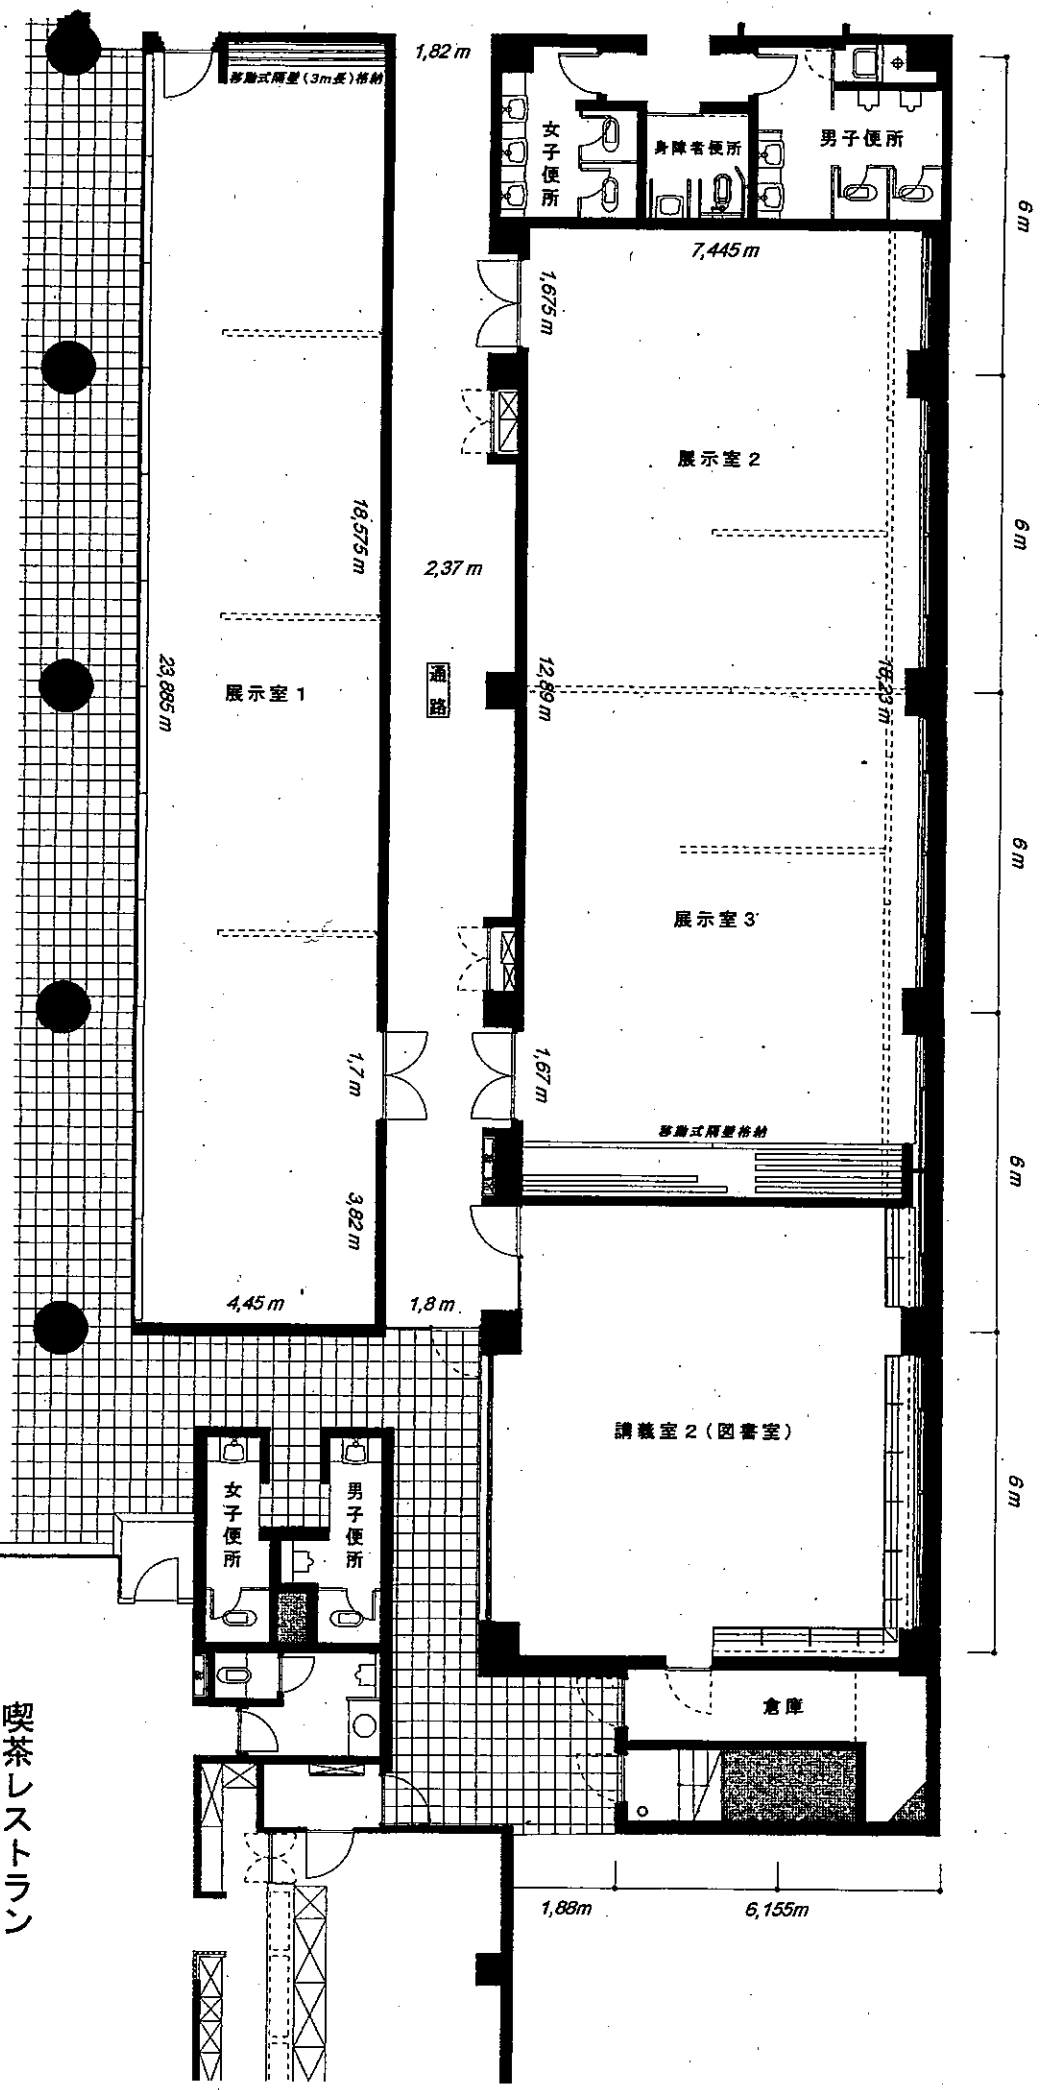 1,82 m
移動式隔壁(3m長)格納
女子便所
身障者便所
男子便所
6m
7,445 m
1,675 m
展示室2
6m
18,575 m
2,37 m
通路
23,885 m
展示室1
12,89 m
6m
展示室3
1,7 m
1,67 m
移動式隔壁格納
6m
3,82 m
4,45 m
1,8 m
講義室2(図書室)
6m
女子便所
男子便所
倉庫
喫茶レストラン
1,88m
6,155m